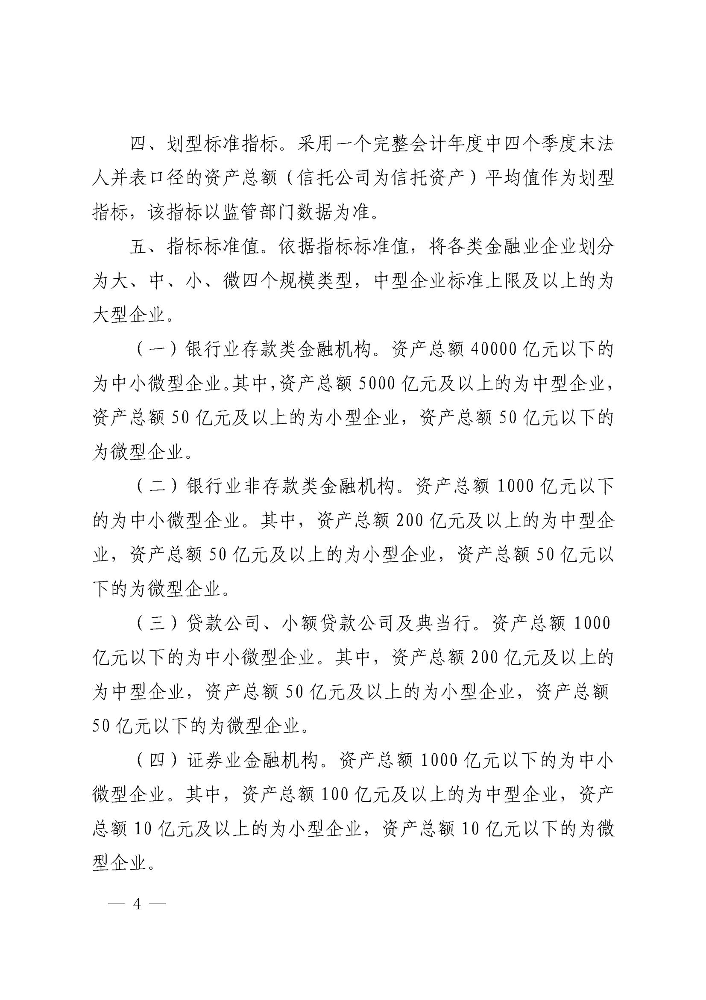 四、划型标准指标。采用一个完整会计年度中四个季度末法
人并表口径的资产总额（信托公司为信托资产）平均值作为划型
指标，该指标以监管部门数据为准。
五、指标标准值。依据指标标准值，将各类金融业企业划分
为大、中、小、微四个规模类型，中型企业标准上限及以上的为
大型企业。
（一）银行业存款类金融机构。资产总额 40000 亿元以下的
为中小微型企业。其中，资产总额 5000 亿元及以上的为中型企业，
资产总额 50 亿元及以上的为小型企业，资产总额 50 亿元以下的
为微型企业。
（二）银行业非存款类金融机构。资产总额 1000 亿元以下
的为中小微型企业。其中，资产总额 200 亿元及以上的为中型企
业，资产总额 50 亿元及以上的为小型企业，资产总额 50 亿元以
下的为微型企业。
（三）贷款公司、小额贷款公司及典当行。资产总额 1000
亿元以下的为中小微型企业。其中，资产总额 200 亿元及以上的
为中型企业，资产总额 50 亿元及以上的为小型企业，资产总额
50 亿元以下的为微型企业。
（四）证券业金融机构。资产总额 1000 亿元以下的为中小
微型企业。其中，资产总额 100 亿元及以上的为中型企业，资产
总额 10 亿元及以上的为小型企业，资产总额 10 亿元以下的为微
型企业。
— 4 —